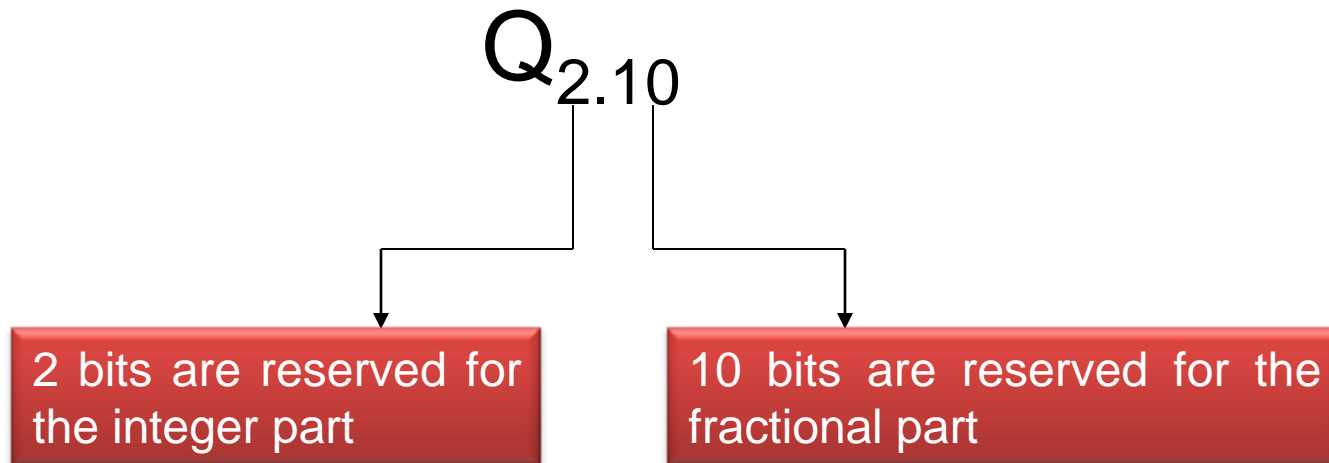 Q2.10
2 bits are reserved for
the integer part
10 bits are reserved for the
fractional part